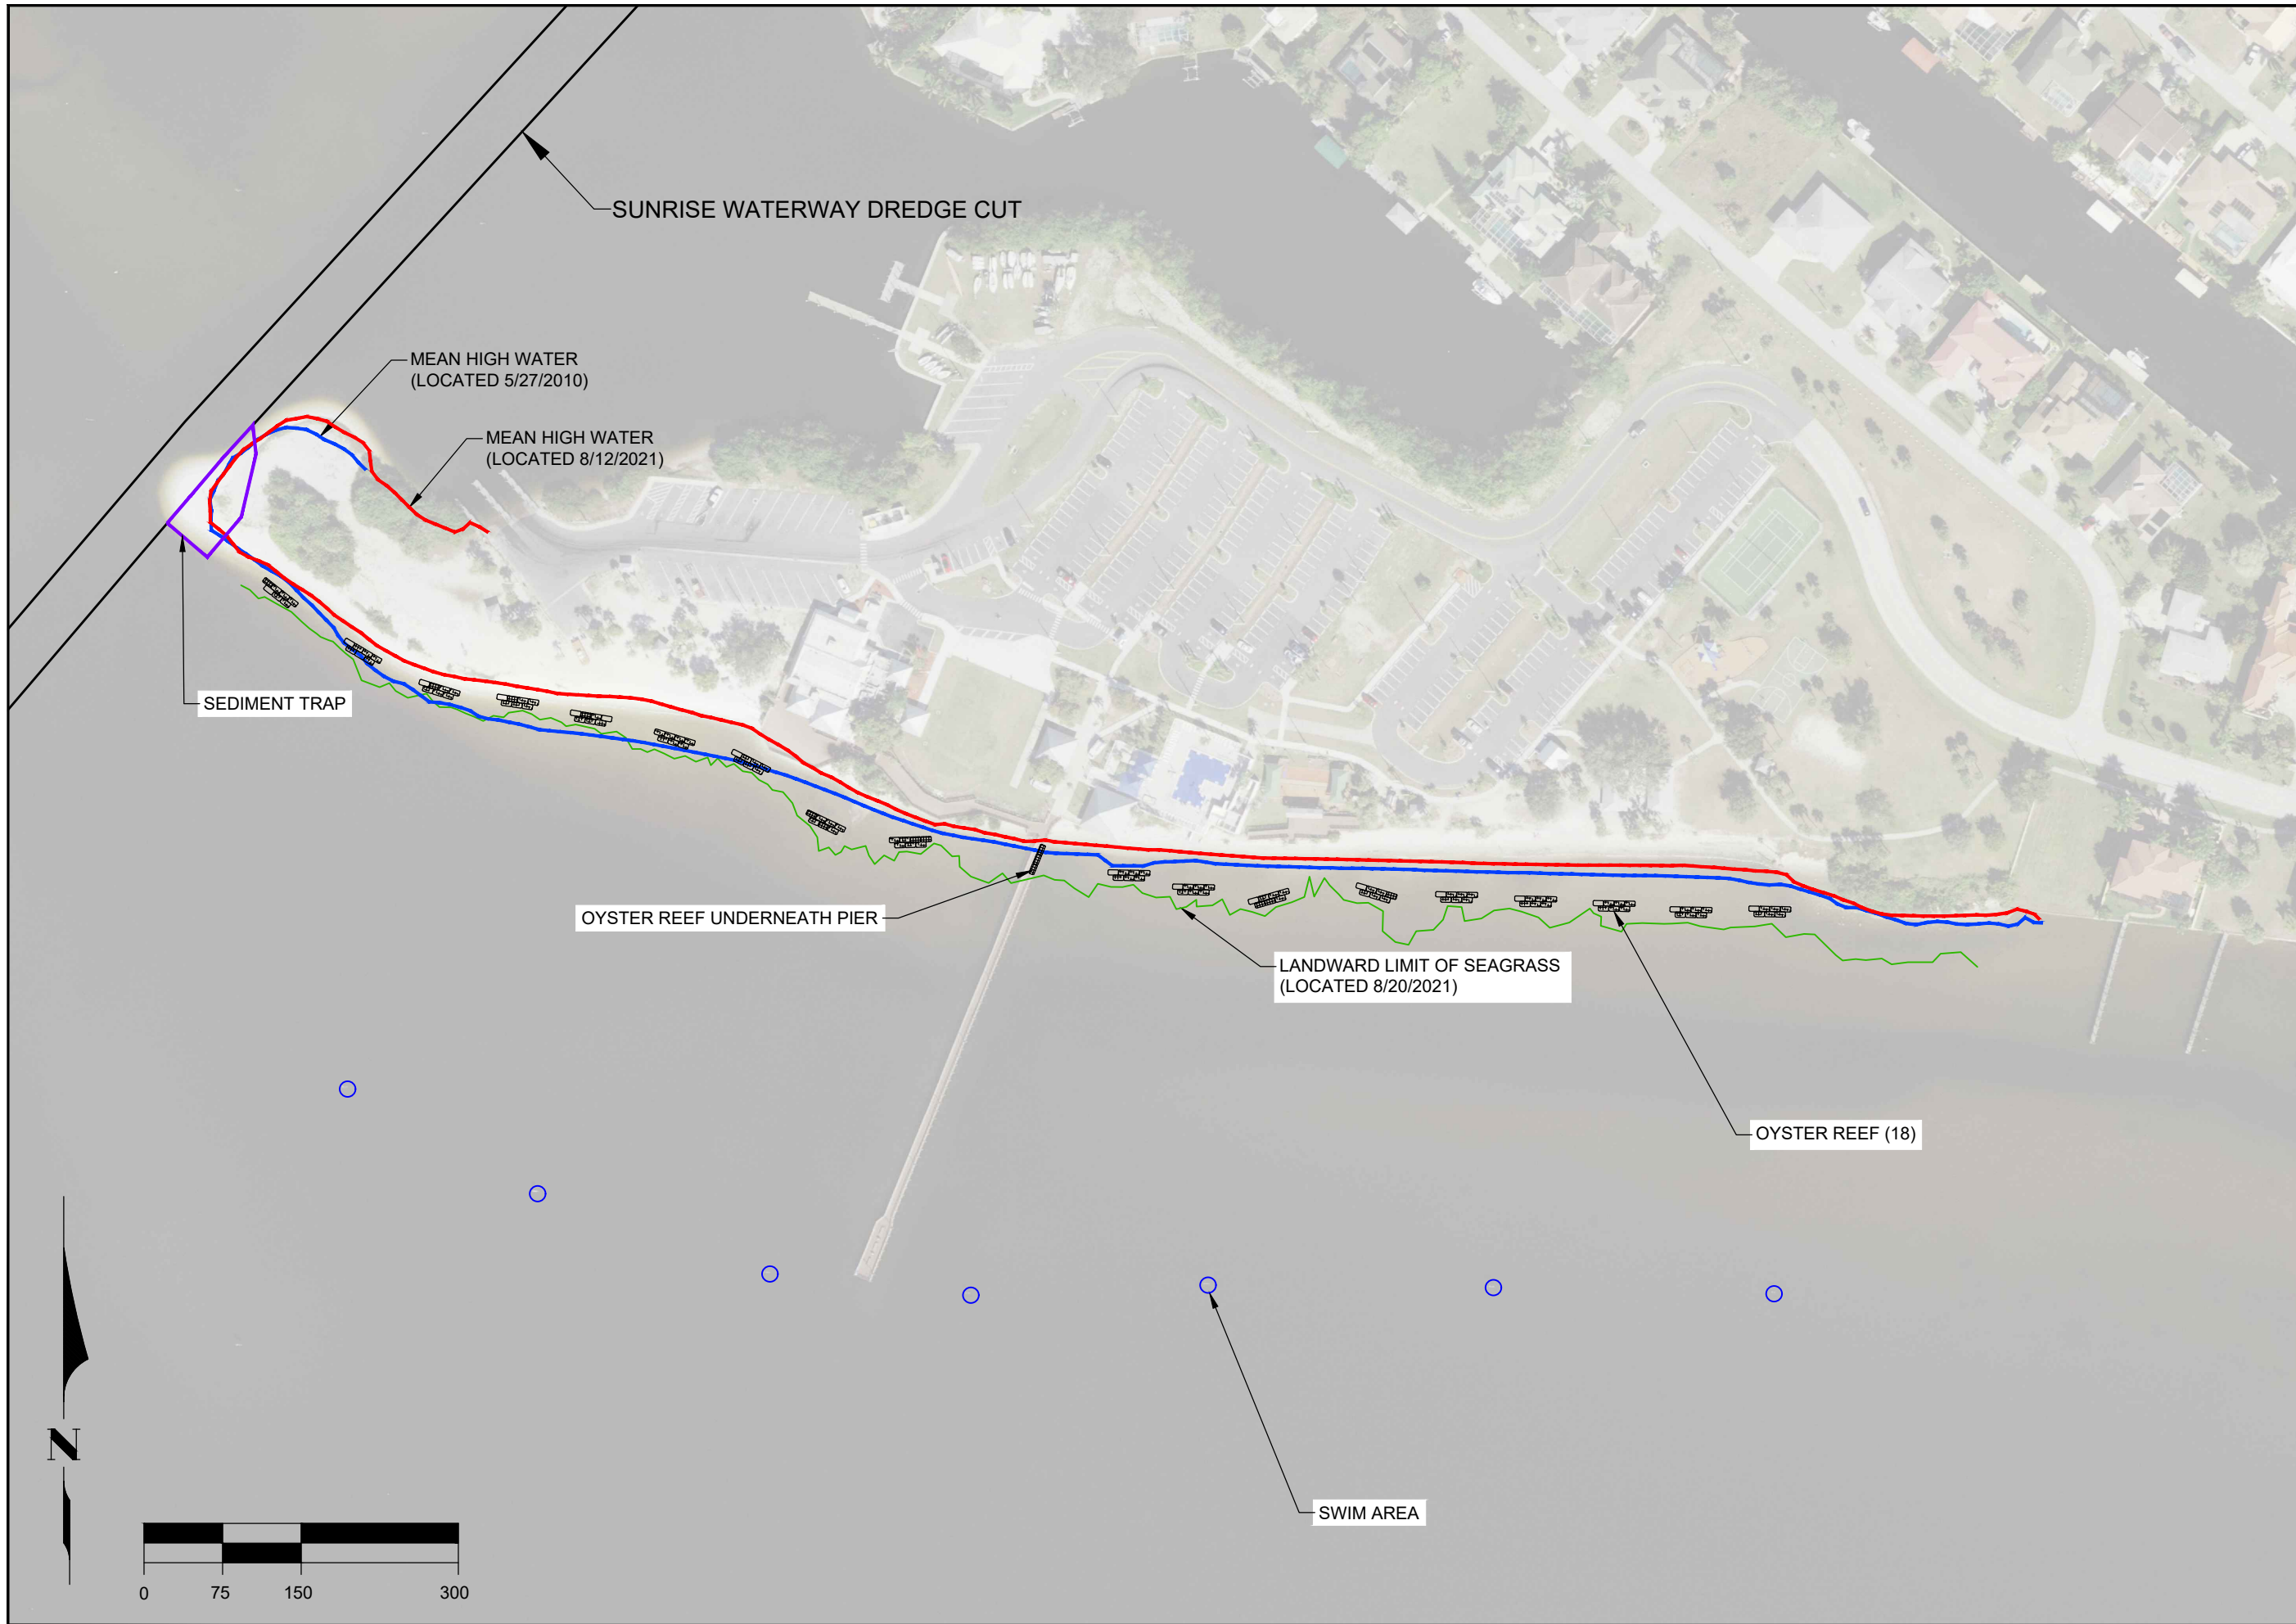 SUNRISE WATERWAY DREDGE CUT
MEAN HIGH WATER
(LOCATED 5/27/2010)
MEAN HIGH WATER
(LOCATED 8/12/2021)
SEDIMENT TRAP
OYSTER REEF UNDERNEATH PIER
LANDWARD LIMIT OF SEAGRASS
(LOCATED 8/20/2021)
OYSTER REEF (18)
SWIM AREA
N
0 75 150 300